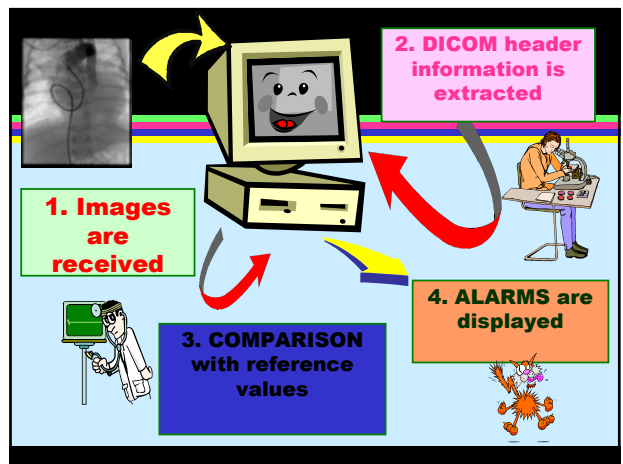 1. Images
are
received
2. DICOM header
information is
extracted
3. COMPARISON
with reference
values
4. ALARMS are
displayed